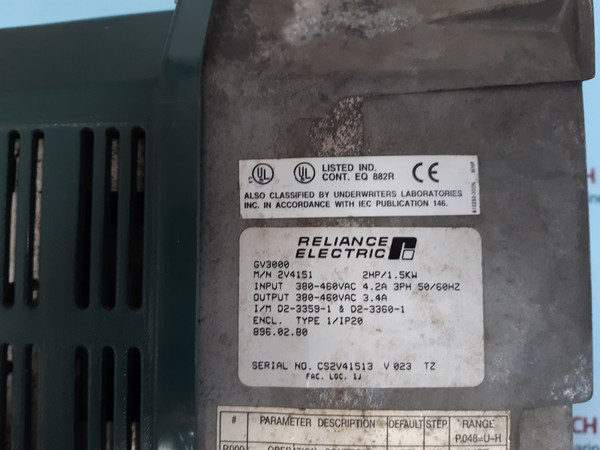 LISTED IND.
CONT. EQ 882R
ALSO CLASSIFIED BY UNDERWRITERS LABORATORIES
INC. IN ACCORDANCE WITH IEC PUBLICATION 146.
RELIANCE
ELECTRIC
GV3000
M/N 2V4151 2HP/1.5KW
INPUT 380-460VAC 4.2A 3PH 50/60HZ
OUTPUT 380-460VAC 3.4A
I/M D2-3359-1 & D2-3360-1
ENCL. TYPE 1/IP20
896.02.80
SERIAL NO. CS2V41513 V 023 TZ
FAC. LOC. 1J
# PARAMETER DESCRIPTION DEFAULT STEP RANGE
P.048=U-H